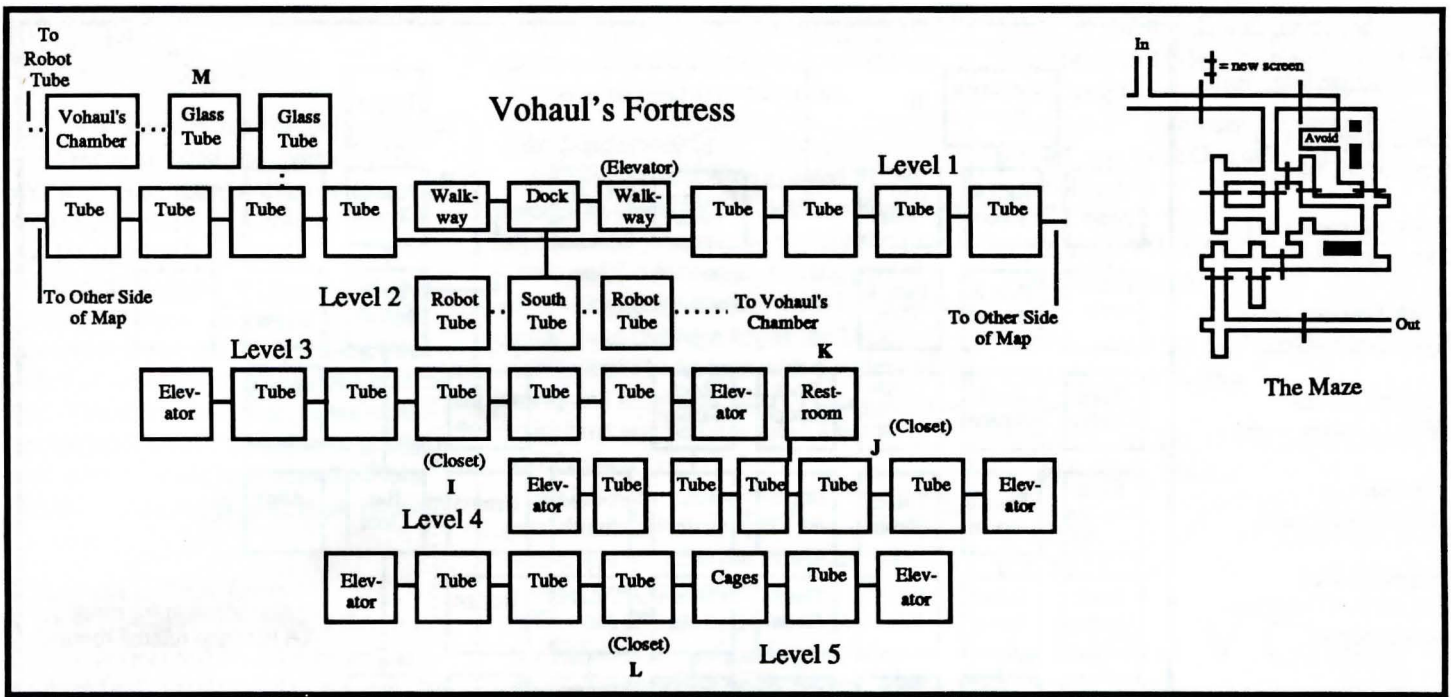 To
Robot
Tube
M
Vohaul's
Chamber
Glass
Tube
Glass
Tube
Vohaul's Fortress
In
= new screen
Avoid
Out
The Maze
(Elevator)
Level 1
Tube
Tube
Tube
Tube
Walk-
way
Dock
Walk-
way
Tube
Tube
Tube
Tube
To Other Side
of Map
Level 2
Robot
Tube
South
Tube
Robot
Tube
To Vohaul's
Chamber
To Other Side
of Map
Level 3
K
Elev-
ator
Tube
Tube
Tube
Tube
Tube
Elev-
ator
Rest-
room
(Closet)
J
(Closet)
I
Level 4
Elev-
ator
Tube
Tube
Tube
Tube
Tube
Elev-
ator
Elev-
ator
Tube
Tube
Tube
Cages
Tube
Elev-
ator
(Closet)
L
Level 5